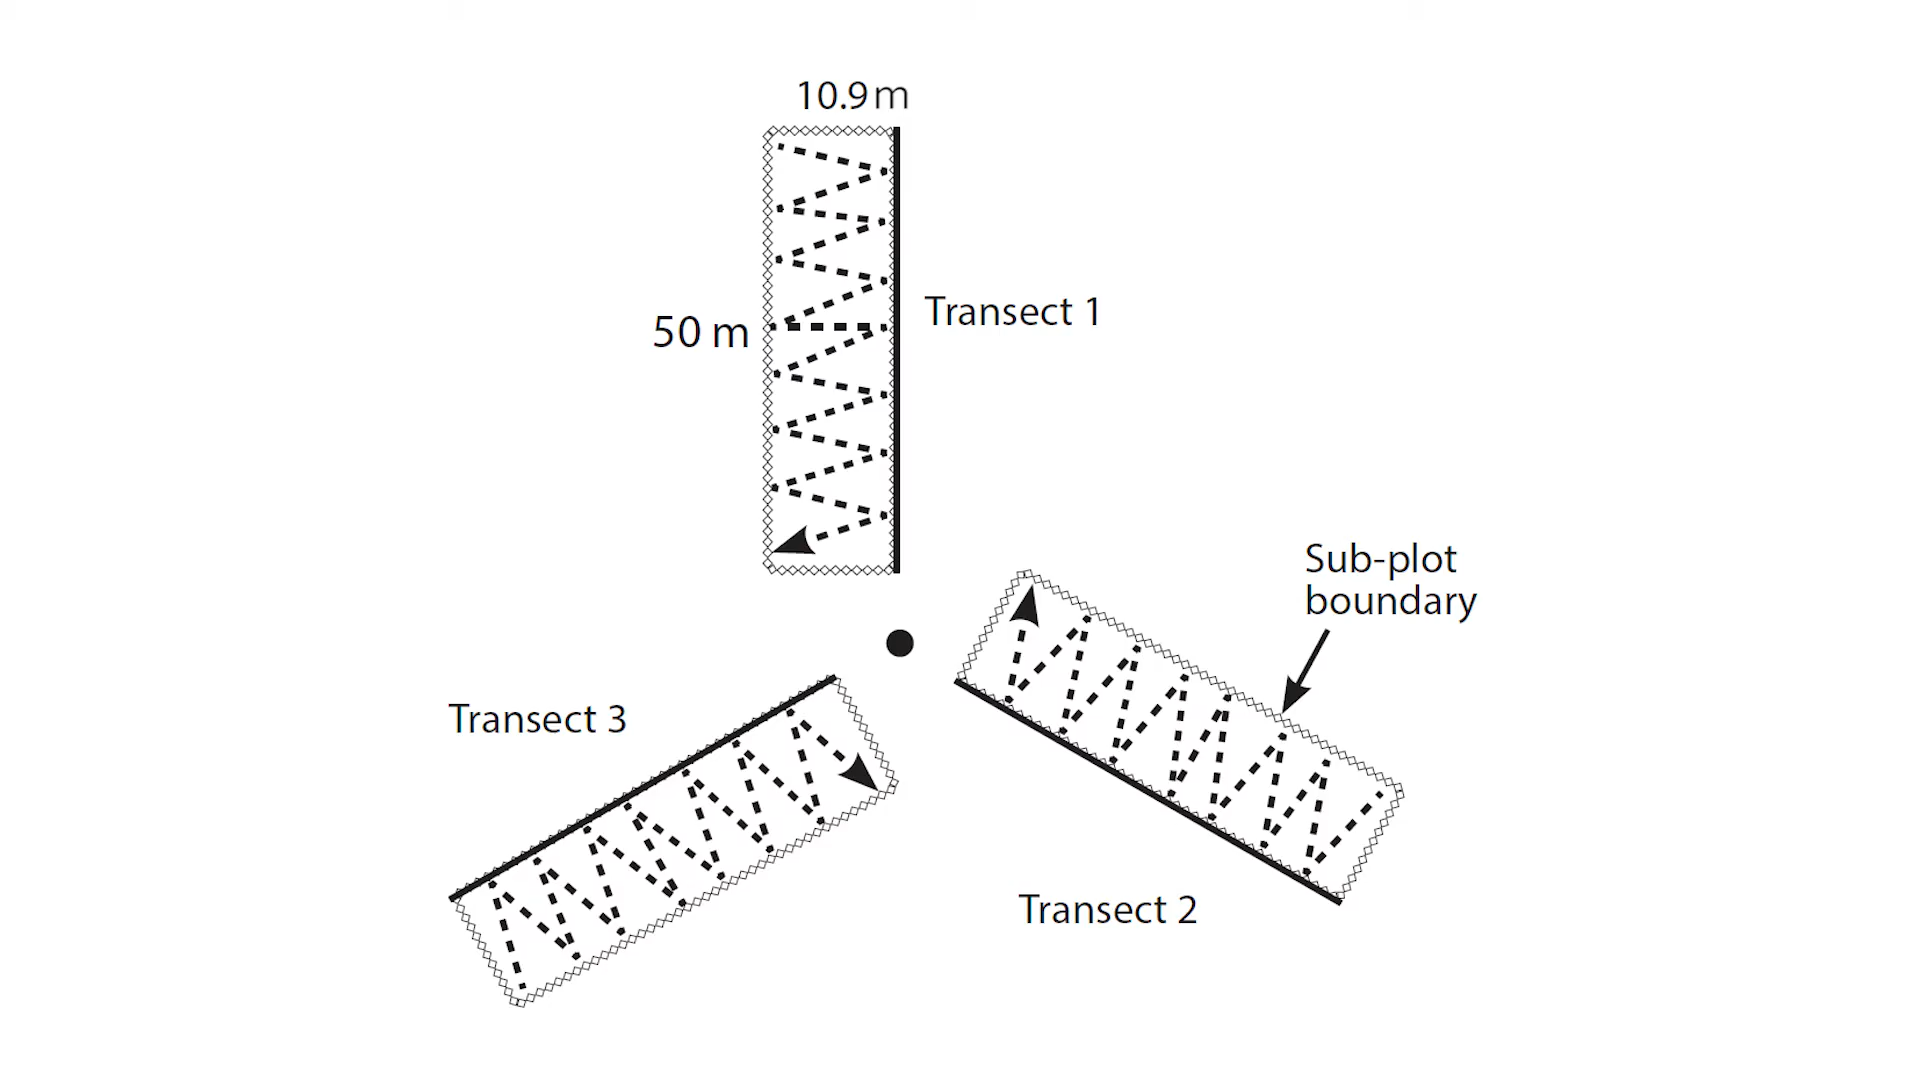 10.9 m
Transect 1
50 m
Sub-plot
boundary
Transect 3
Transect 2